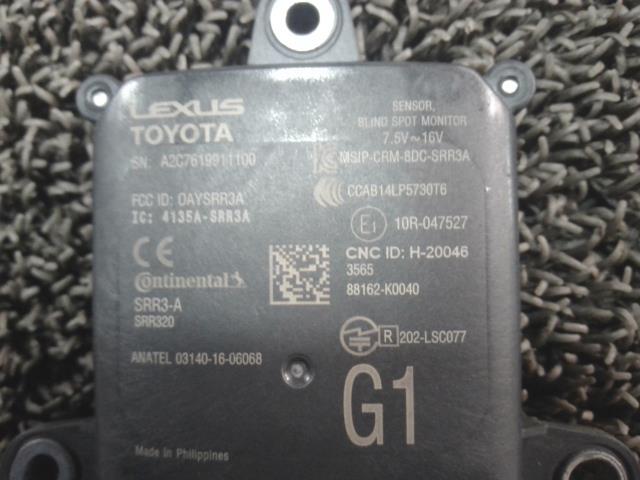 LEXUS
TOYOTA
SN: A2C7619911100
FCC ID: OAYSRR3A
IC: 4135A-SRR3A
CE
Continental
SRR3-A
SRR320
ANATEL 03140-16-06068
Made in Philippines
SENSOR,
BLIND SPOT MONITOR
7.5V~16V
MSIP-CRM-8DC-SRR3A
CCAB14LP5730T6
E1 10R-047527
CNC ID: H-20046
3565
88162-K0040
R 202-LSC077
G1